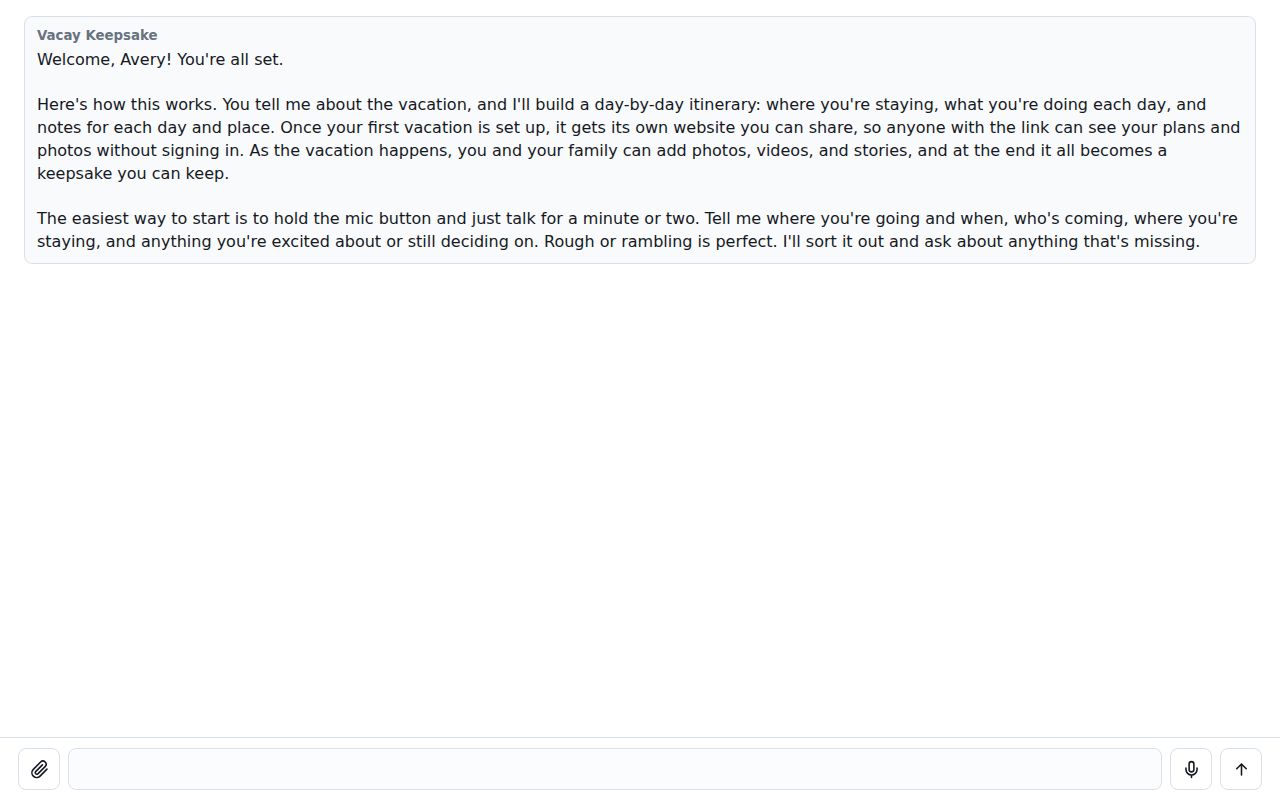 Vacay Keepsake
Welcome, Avery! You're all set.
Here's how this works. You tell me about the vacation, and I'll build a day-by-day itinerary: where you're staying, what you're doing each day, and
notes for each day and place. Once your first vacation is set up, it gets its own website you can share, so anyone with the link can see your plans and
photos without signing in. As the vacation happens, you and your family can add photos, videos, and stories, and at the end it all becomes a
keepsake you can keep.
The easiest way to start is to hold the mic button and just talk for a minute or two. Tell me where you're going and when, who's coming, where you're
staying, and anything you're excited about or still deciding on. Rough or rambling is perfect. I'll sort it out and ask about anything that's missing.